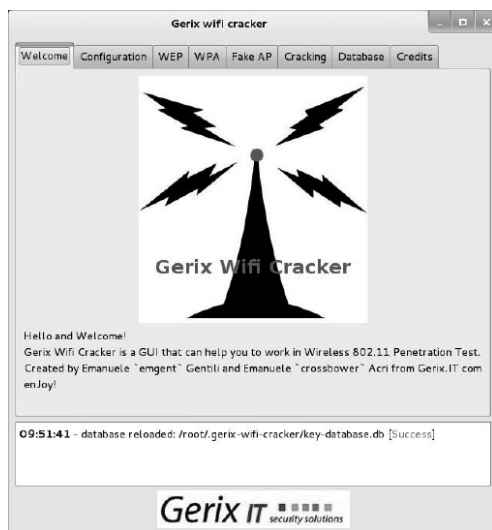 Gerix wifi cracker
Welcome Configuration WEP WPA Fake AP Cracking Database Credits
Gerix Wifi Cracker
Hello and Welcome!
Gerix Wifi Cracker is a GUI that can help you to work in Wireless 802.11 Penetration Test.
Created by Emanuele `emgent` Gentili and Emanuele `crossbower` Acri from Gerix.IT com
enJoy!
09:51:41 - database reloaded: /root/.gerix-wifi-cracker/key-database.db [Success]
Gerix IT security solutions